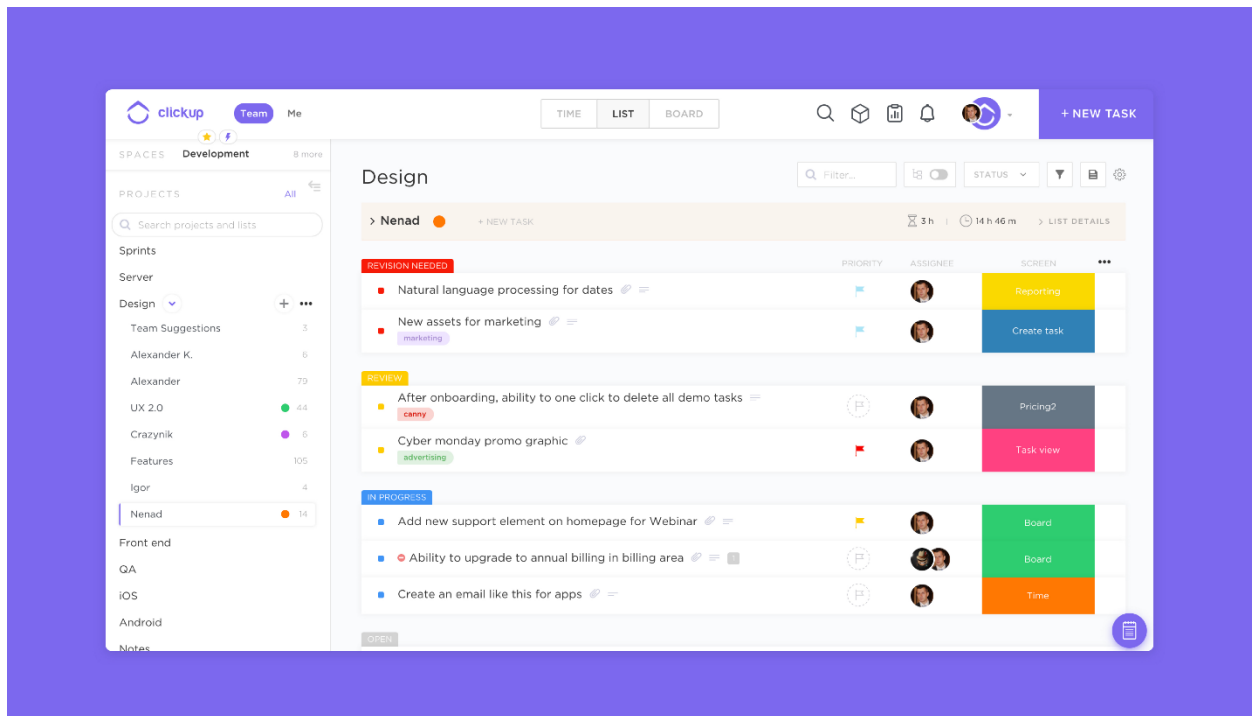 clickup
Team
Me
TIME
LIST
BOARD
+ NEW TASK
SPACES
Development
8 more
PROJECTS
All
Search projects and lists
Sprints
Server
Design
Team Suggestions 3
Alexander K. 6
Alexander 79
UX 2.0 44
Crazynik 6
Features 105
Igor 4
Nenad 14
Front end
QA
iOS
Android
Notes
Design
Filter...
STATUS
> Nenad
+ NEW TASK
3 h
14 h 46 m
> LIST DETAILS
REVISION NEEDED
PRIORITY
ASSIGNEE
SCREEN
Natural language processing for dates
Reporting
New assets for marketing
marketing
Create task
REVIEW
After onboarding, ability to one click to delete all demo tasks
canny
Pricing2
Cyber monday promo graphic
advertising
Task view
IN PROGRESS
Add new support element on homepage for Webinar
Board
Ability to upgrade to annual billing in billing area
Board
Create an email like this for apps
Time
OPEN